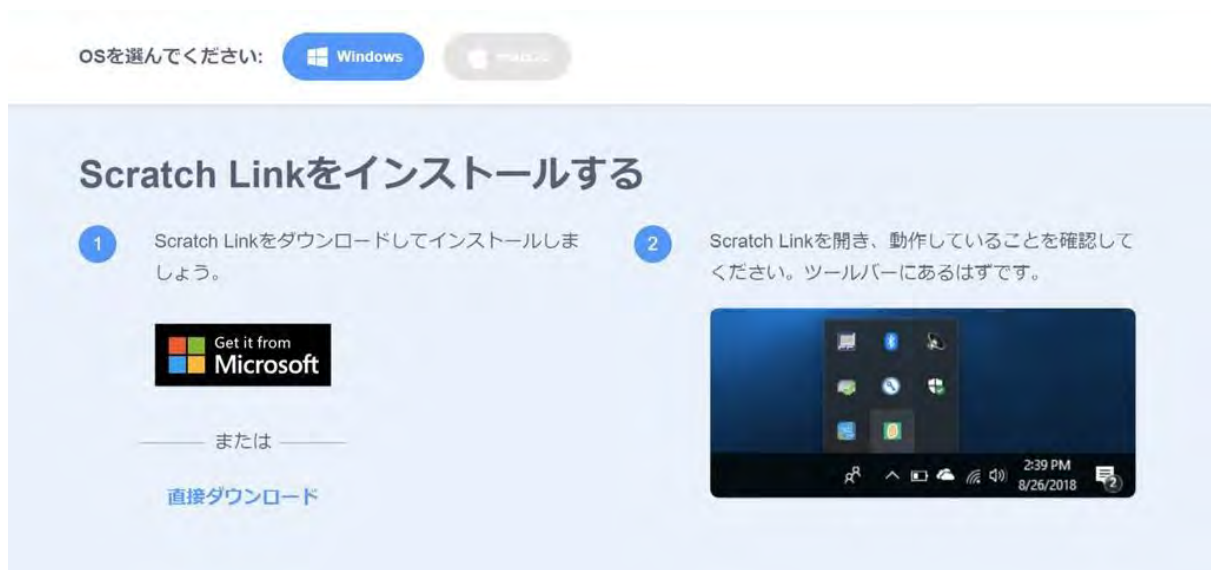 OSを選んでください:
Windows
Scratch Linkをインストールする
1
Scratch Linkをダウンロードしてインストールしま
しょう。
Get it from
Microsoft
または
直接ダウンロード
2
Scratch Linkを開き、動作していることを確認して
ください。ツールバーにあるはずです。
2:39 PM
8/26/2018
2